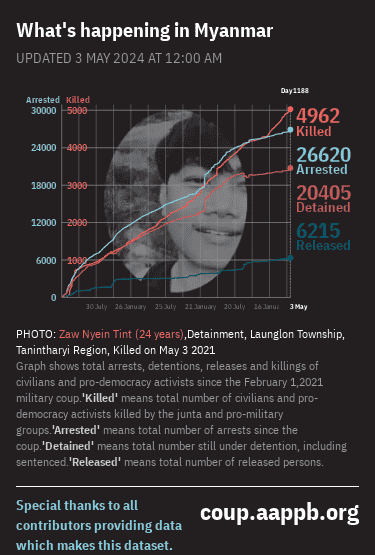 What's happening in Myanmar
UPDATED 3 MAY 2024 AT 12:00 AM
Day1188
Arrested Killed
30000 5000
24000 4000
18000 3000
12000 2000
6000 1000
0
4962
Killed
26620
Arrested
20405
Detained
6215
Released
30 July 26 January 25 July 21 January 20 July 16 Janua 3 May
PHOTO: Zaw Nyein Tint (24 years),Detainment, Launglon Township,
Tanintharyi Region, Killed on May 3 2021
Graph shows total arrests, detentions, releases and killings of
civilians and pro-democracy activists since the February 1,2021
military coup.'Killed' means total number of civilians and pro-
democracy activists killed by the junta and pro-military
groups.'Arrested' means total number of arrests since the
coup.'Detained' means total number still under detention, including
sentenced.'Released' means total number of released persons.
Special thanks to all
contributors providing data
which makes this dataset.
coup.aappb.org